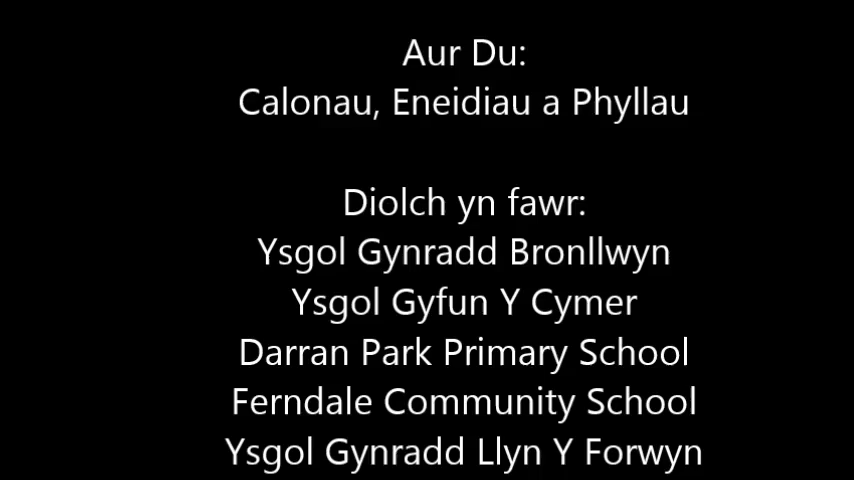 Aur Du:
Calonau, Eneidiau a Phyllau
Diolch yn fawr:
Ysgol Gynradd Bronllwyn
Ysgol Gyfun Y Cymer
Darran Park Primary School
Ferndale Community School
Ysgol Gynradd Llyn Y Forwyn